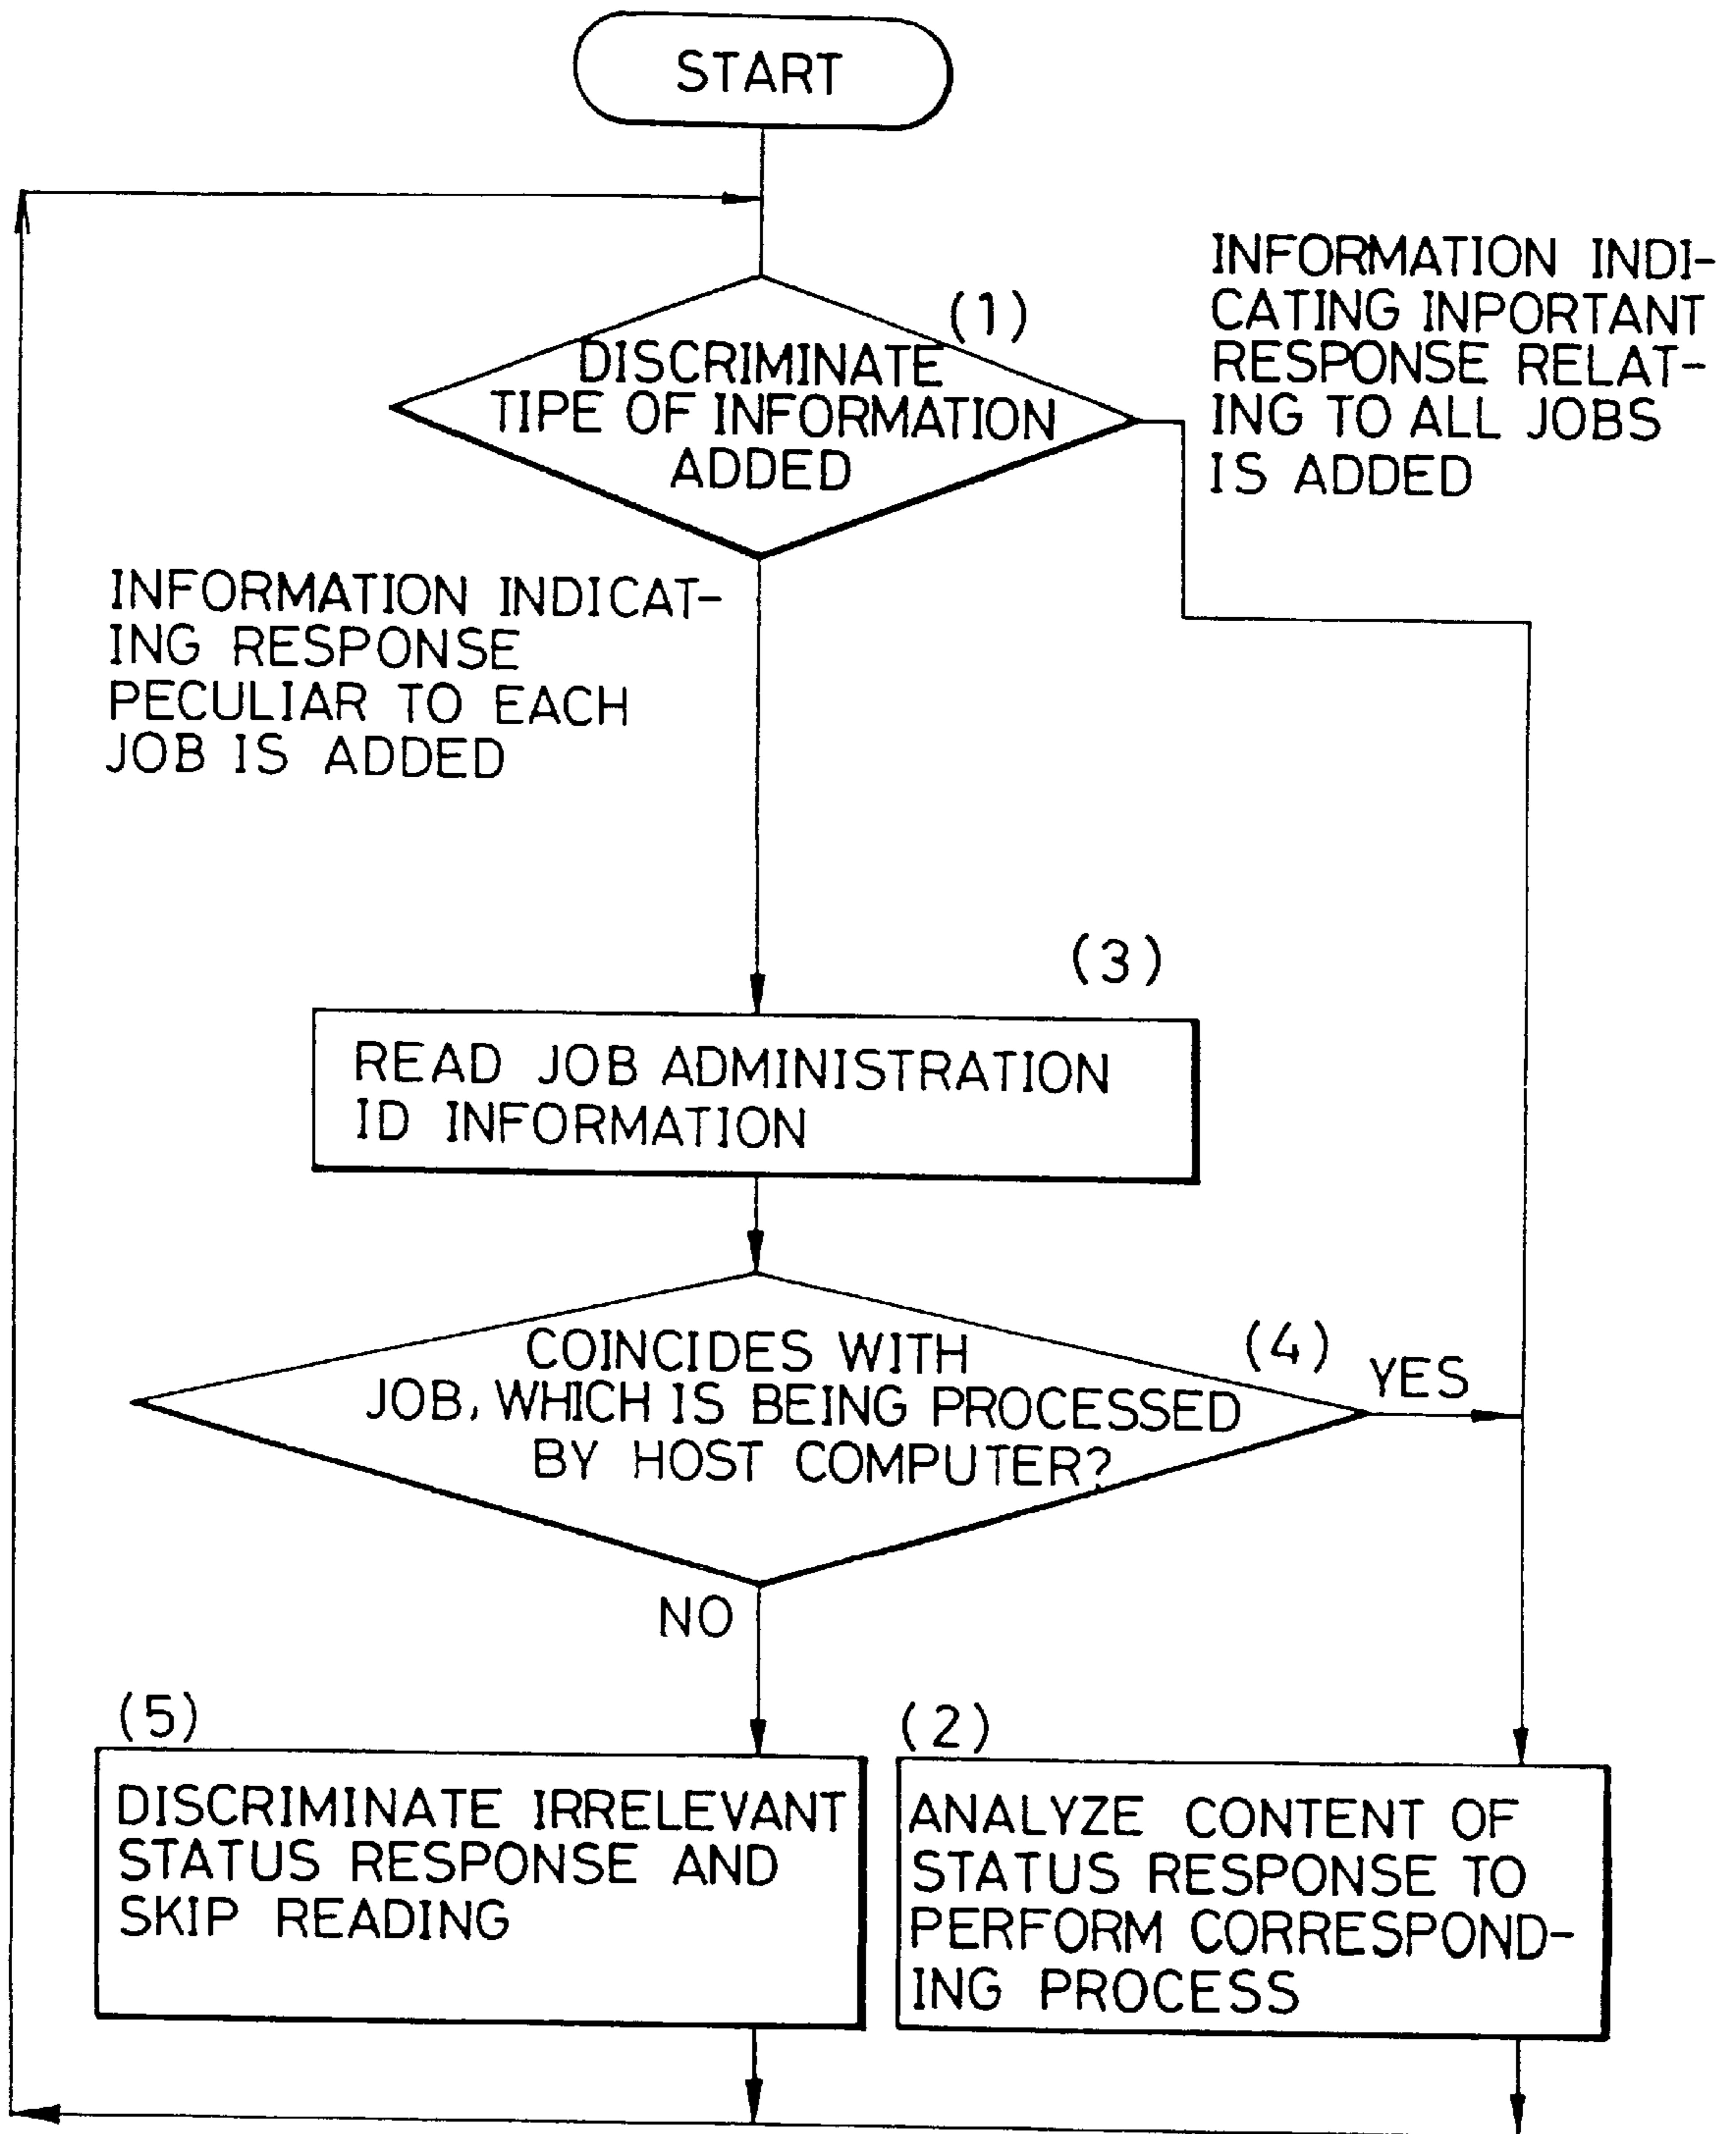 START
(1)
DISCRIMINATE
TIPE OF INFORMATION
ADDED
INFORMATION INDI-
CATING INPORTANT
RESPONSE RELAT-
ING TO ALL JOBS
IS ADDED
INFORMATION INDICAT-
ING RESPONSE
PECULIAR TO EACH
JOB IS ADDED
(3)
READ JOB ADMINISTRATION
ID INFORMATION
(4)
COINCIDES WITH
JOB, WHICH IS BEING PROCESSED
BY HOST COMPUTER?
YES
NO
(5)
DISCRIMINATE IRRELEVANT
STATUS RESPONSE AND
SKIP READING
(2)
ANALYZE CONTENT OF
STATUS RESPONSE TO
PERFORM CORRESPOND-
ING PROCESS